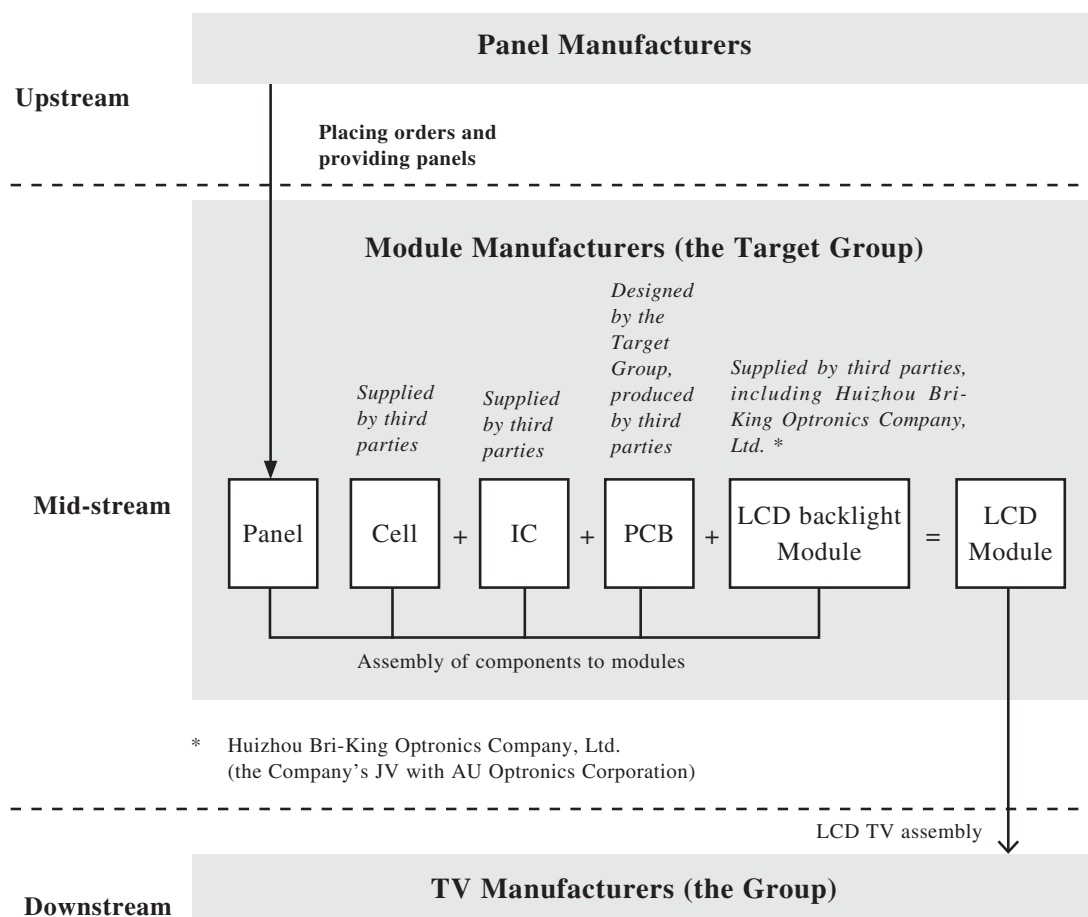 Panel Manufacturers
Upstream
Placing orders and
providing panels
Module Manufacturers (the Target Group)
Supplied
by third
parties
Supplied
by third
parties
Designed
by the
Target
Group,
produced
by third
parties
Supplied by third parties,
including Huizhou Bri-
King Optronics Company,
Ltd. *
Mid-stream
Panel
Cell
+
IC
+
PCB
+
LCD backlight
Module
=
LCD
Module
Assembly of components to modules
* Huizhou Bri-King Optronics Company, Ltd.
(the Company's JV with AU Optronics Corporation)
LCD TV assembly
TV Manufacturers (the Group)
Downstream